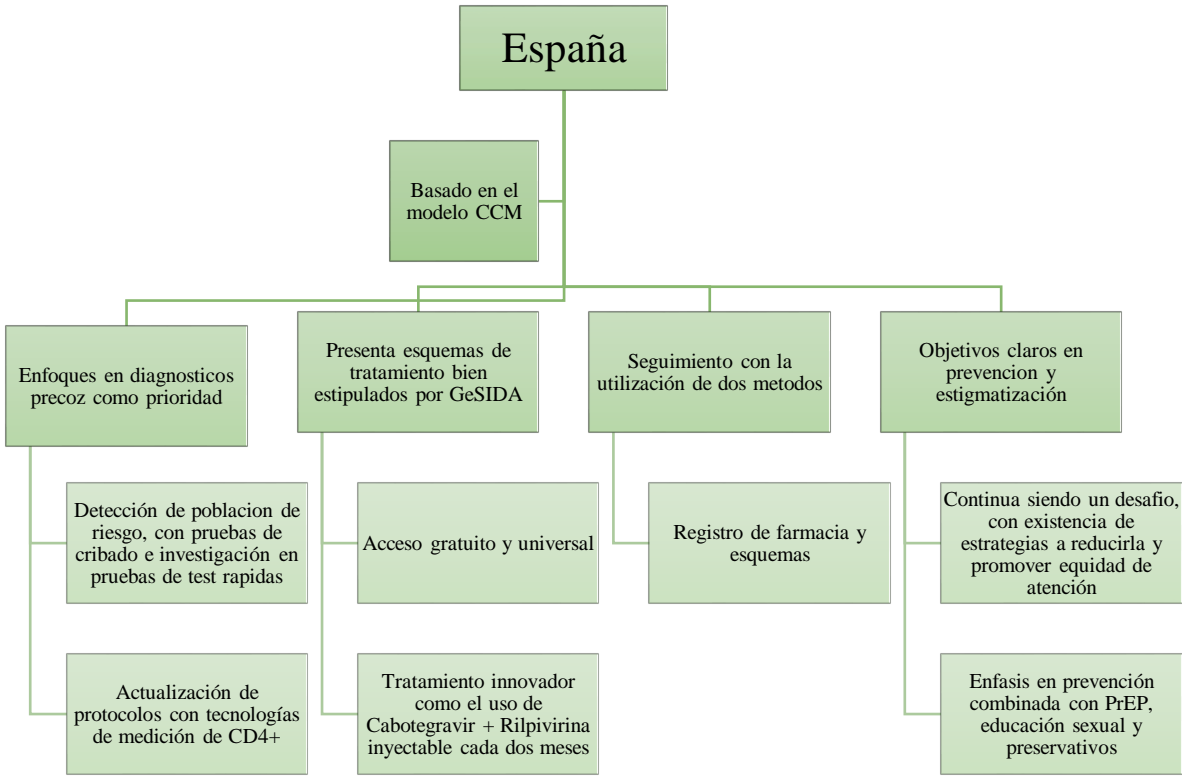 España
Basado en el
modelo CCM
Enfoques en diagnosticos
precoz como prioridad
Detección de poblacion de
riesgo, con pruebas de
cribado e investigación en
pruebas de test rapidas
Actualización de
protocolos con tecnologías
de medición de CD4+
Presenta esquemas de
tratamiento bien
estipulados por GeSIDA
Acceso gratuito y universal
Tratamiento innovador
como el uso de
Cabotegravir + Rilpivirina
inyectable cada dos meses
Seguimiento con la
utilización de dos metodos
Registro de farmacia y
esquemas
Objetivos claros en
prevencion y
estigmatización
Continua siendo un desafio,
con existencia de
estrategias a reducirla y
promover equidad de
atención
Enfasis en prevención
combinada con PrEP,
educación sexual y
preservativos